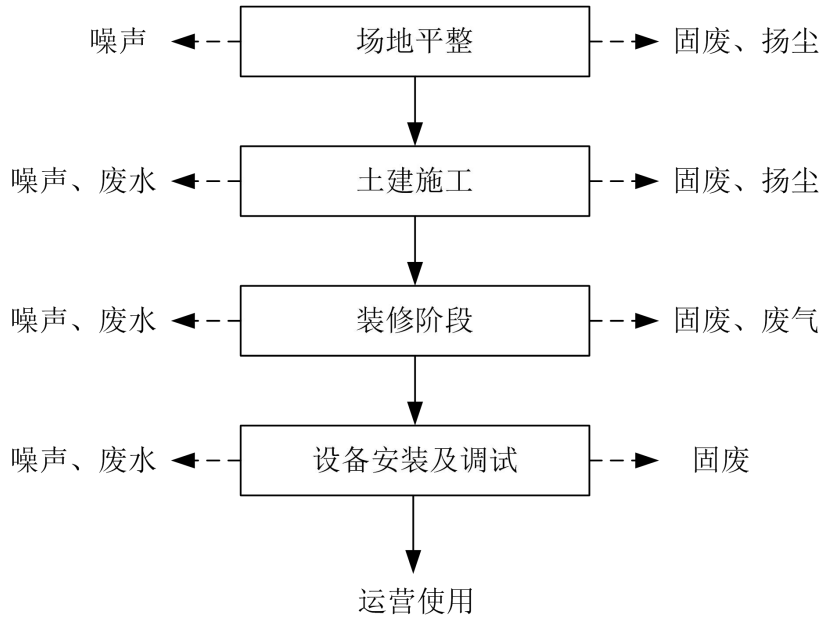 噪声 场地平整 固废、扬尘
噪声、废水 土建施工 固废、扬尘
噪声、废水 装修阶段 固废、废气
噪声、废水 设备安装及调试 固废
运营使用